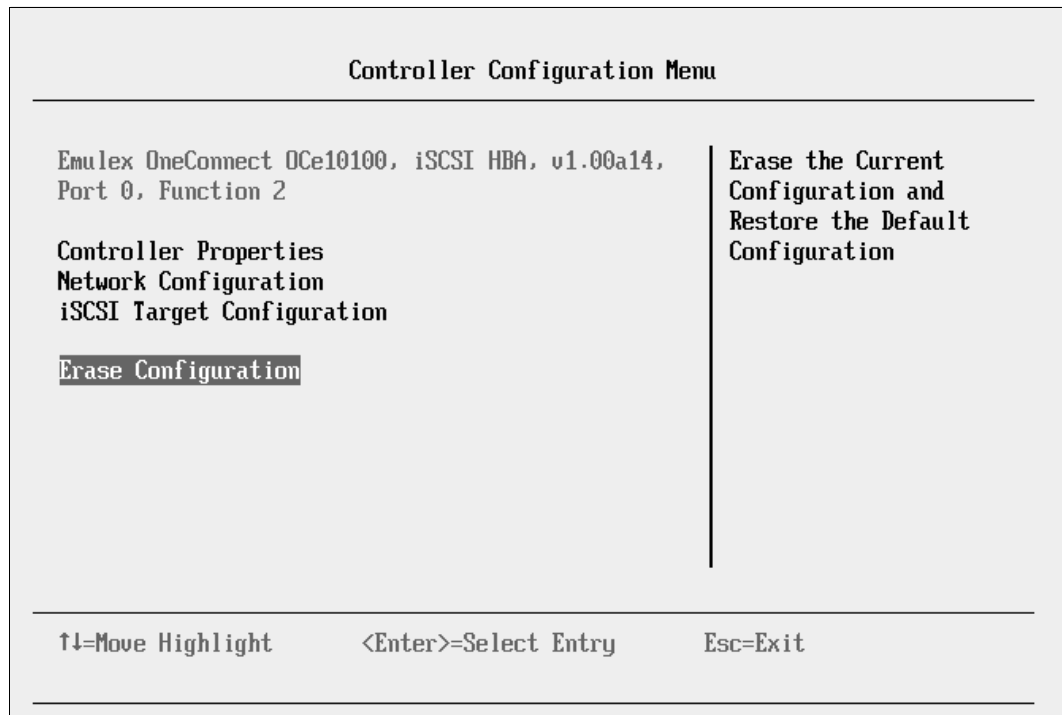 Controller Configuration Menu
Emulex OneConnect OCe10100, iSCSI HBA, v1.00a14,
Port 0, Function 2
Controller Properties
Network Configuration
iSCSI Target Configuration
Erase Configuration
Erase the Current
Configuration and
Restore the Default
Configuration
↑↓=Move Highlight <Enter>=Select Entry Esc=Exit